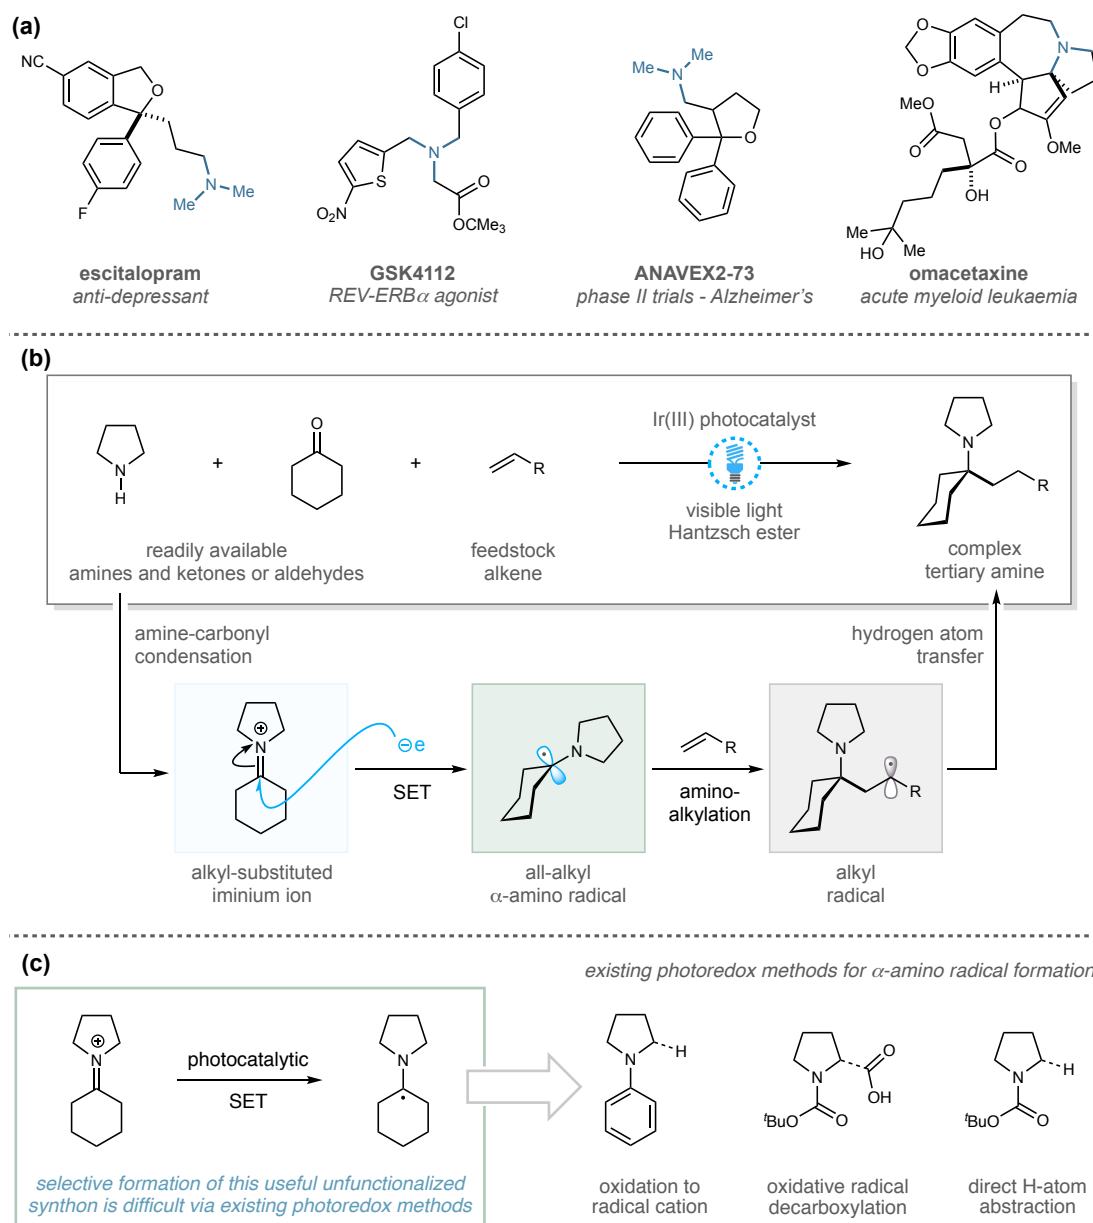 (a)
NC
O
F
N
Me
Me
escitalopram
anti-depressant
Cl
N
S
O2N
O
OCMe3
GSK4112
REV-ERBα agonist
Me
N
Me
O
ANAVEX2-73
phase II trials - Alzheimer's
O
O
N
H
MeO
O
O
O
OMe
OH
Me
HO
Me
omacetaxine
acute myeloid leukaemia
(b)
N
H
+
O
+
R
Ir(III) photocatalyst
visible light
Hantzsch ester
N
R
readily available
amines and ketones or aldehydes
feedstock
alkene
complex
tertiary amine
amine-carbonyl
condensation
hydrogen atom
transfer
+
N
⊖e
SET
N
R
amino-
alkylation
N
R
alkyl-substituted
iminium ion
all-alkyl
α-amino radical
alkyl
radical
(c)
existing photoredox methods for α-amino radical formation
+
N
photocatalytic
SET
N
selective formation of this useful unfunctionalized
synthon is difficult via existing photoredox methods
N
H
oxidation to
radical cation
N
O
OH
tBuO
O
oxidative radical
decarboxylation
N
H
tBuO
O
direct H-atom
abstraction